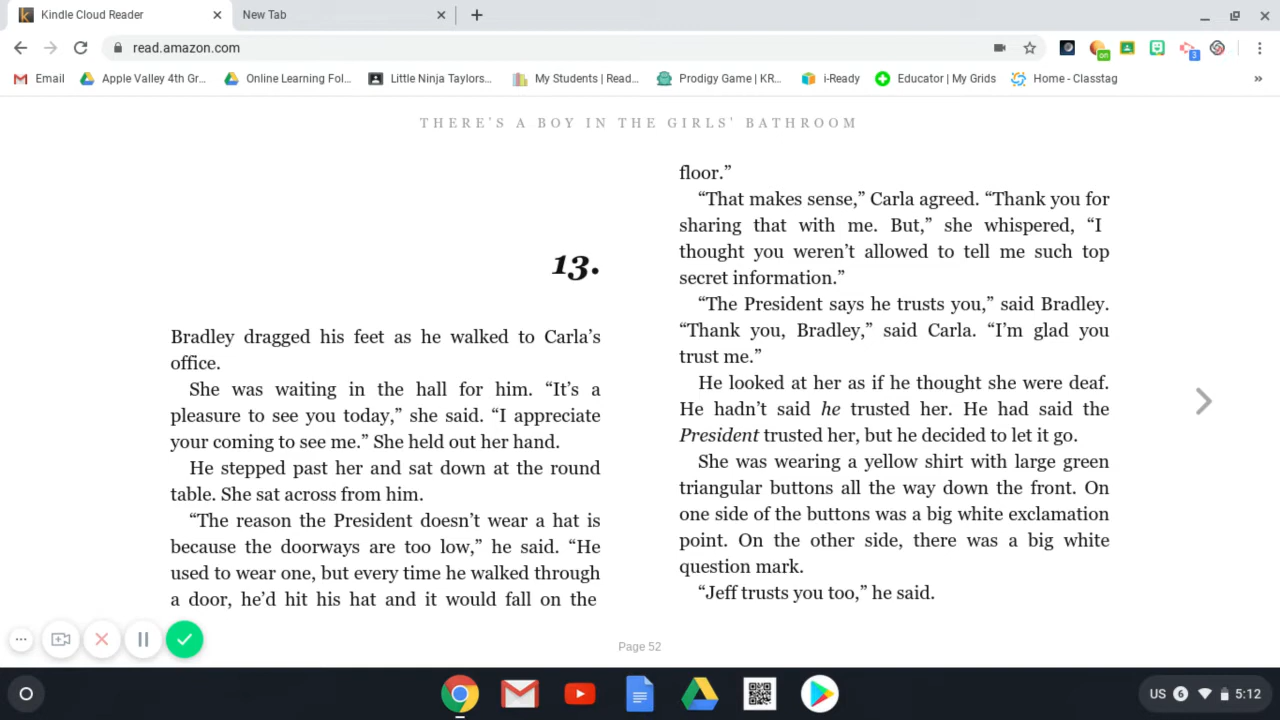 Kindle Cloud Reader
New Tab
read.amazon.com
on
3
Email
Apple Valley 4th Gr...
Online Learning Fol...
Little Ninja Taylors...
My Students | Read...
Prodigy Game | KR...
i-Ready
Educator | My Grids
Home - Classtag
»
THERE'S A BOY IN THE GIRLS' BATHROOM
13.
Bradley dragged his feet as he walked to Carla’s
office.
She was waiting in the hall for him. “It’s a
pleasure to see you today,” she said. “I appreciate
your coming to see me.” She held out her hand.
He stepped past her and sat down at the round
table. She sat across from him.
“The reason the President doesn’t wear a hat is
because the doorways are too low,” he said. “He
used to wear one, but every time he walked through
a door, he’d hit his hat and it would fall on the
floor.”
“That makes sense,” Carla agreed. “Thank you for
sharing that with me. But,” she whispered, “I
thought you weren’t allowed to tell me such top
secret information.”
“The President says he trusts you,” said Bradley.
“Thank you, Bradley,” said Carla. “I’m glad you
trust me.”
He looked at her as if he thought she were deaf.
He hadn’t said he trusted her. He had said the
President trusted her, but he decided to let it go.
She was wearing a yellow shirt with large green
triangular buttons all the way down the front. On
one side of the buttons was a big white exclamation
point. On the other side, there was a big white
question mark.
“Jeff trusts you too,” he said.
Page 52
US 6 5:12